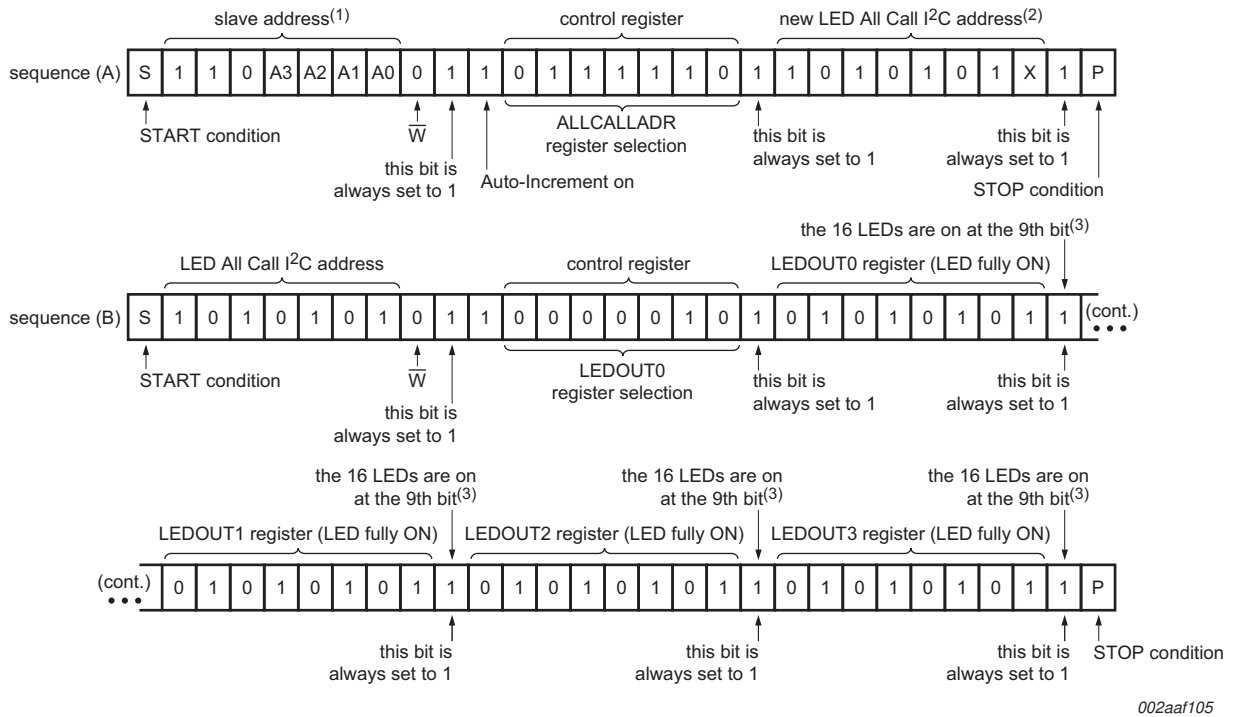 slave address(1) control register new LED All Call I2C address(2)
sequence (A) S 1 1 0 A3 A2 A1 A0 0 1 1 0 1 1 1 1 1 0 1 1 0 1 0 1 0 1 X 1 P
START condition W ALLCALLADR this bit is this bit is
register selection always set to 1 always set to 1
this bit is
always set to 1 Auto-Increment on STOP condition
the 16 LEDs are on at the 9th bit(3)
LED All Call I2C address control register LEDOUT0 register (LED fully ON)
sequence (B) S 1 0 1 0 1 0 1 0 1 1 0 0 0 0 0 1 0 1 0 1 0 1 0 1 0 1 1 (cont.)
START condition W LEDOUT0 this bit is this bit is
register selection always set to 1 always set to 1
this bit is
always set to 1
the 16 LEDs are on the 16 LEDs are on the 16 LEDs are on
at the 9th bit(3) at the 9th bit(3) at the 9th bit(3)
LEDOUT1 register (LED fully ON) LEDOUT2 register (LED fully ON) LEDOUT3 register (LED fully ON)
(cont.) 0 1 0 1 0 1 0 1 1 0 1 0 1 0 1 0 1 1 0 1 0 1 0 1 0 1 1 P
this bit is this bit is this bit is STOP condition
always set to 1 always set to 1 always set to 1
002aaf105